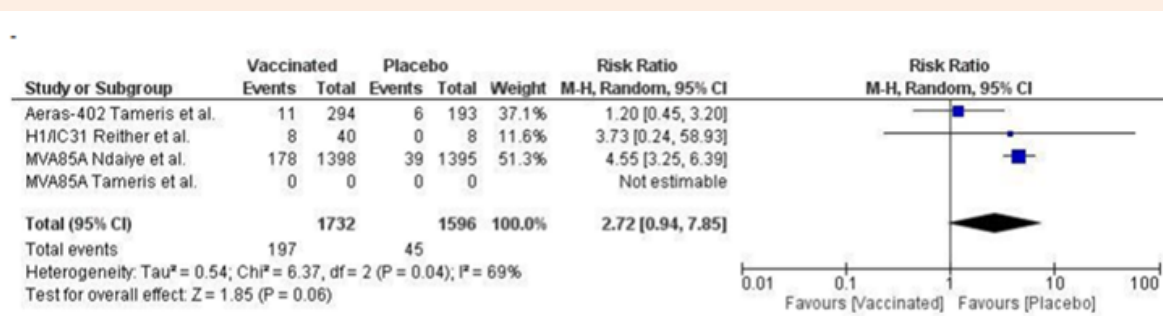 -
Vaccinated Placebo Risk Ratio Risk Ratio
Study or Subgroup Events Total Events Total Weight M-H, Random, 95% CI M-H, Random, 95% CI
Aeras-402 Tameris et al. 11 294 6 193 37.1% 1.20 [0.45, 3.20]
H1/IC31 Reither et al. 8 40 0 8 11.6% 3.73 [0.24, 58.93]
MVA85A Ndaiye et al. 178 1398 39 1395 51.3% 4.55 [3.25, 6.39]
MVA85A Tameris et al. 0 0 0 0 Not estimable
Total (95% CI) 1732 1596 100.0% 2.72 [0.94, 7.85]
Total events 197 45
Heterogeneity: Tau² = 0.54; Chi² = 6.37, df = 2 (P = 0.04); I² = 69%
Test for overall effect: Z = 1.85 (P = 0.06)
0.01 0.1 1 10 100
Favours [Vaccinated] Favours [Placebo]